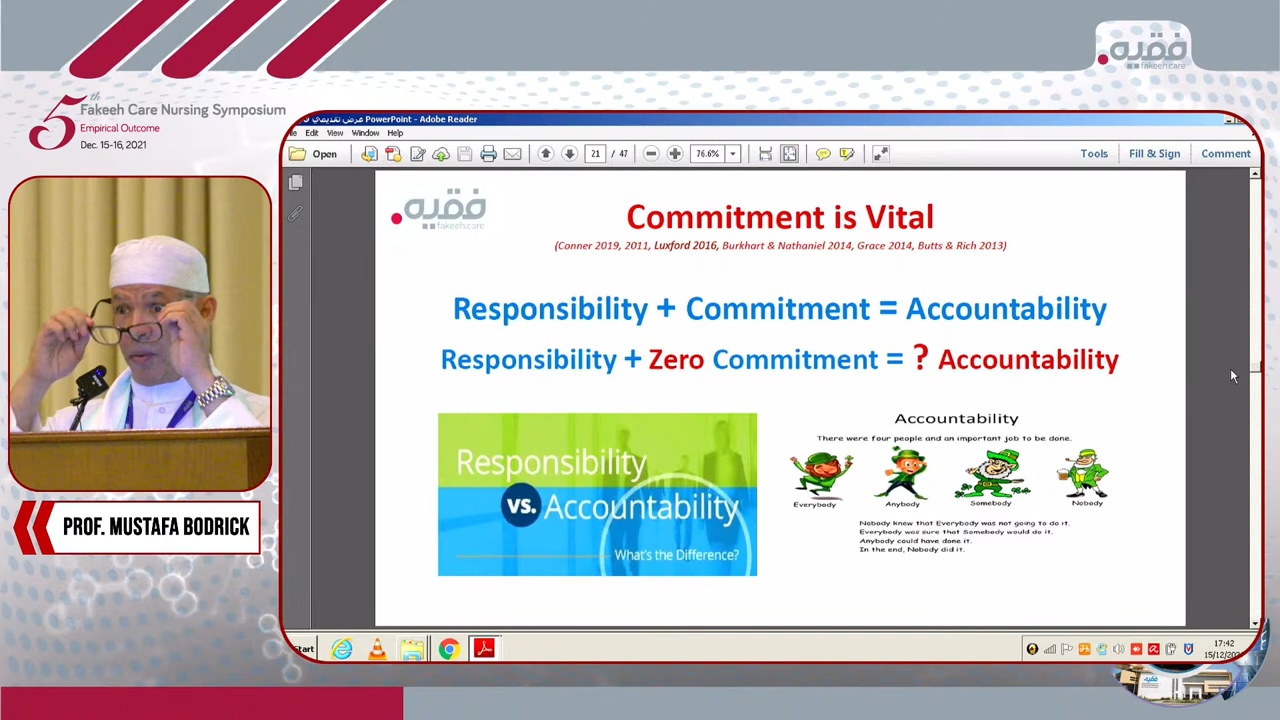 5th
Fakeeh Care Nursing Symposium
Empirical Outcome
Dec. 15-16, 2021
فقيه
fakeeh.care
عرض تقديمي PowerPoint - Adobe Reader
Edit View Window Help
Open 21 / 47 76.6% Tools Fill & Sign Comment
فقيه
fakeeh.care
Commitment is Vital
(Conner 2019, 2011, Luxford 2016, Burkhart & Nathaniel 2014, Grace 2014, Butts & Rich 2013)
Responsibility + Commitment = Accountability
Responsibility + Zero Commitment = ? Accountability
Responsibility
vs. Accountability
What's the Difference?
Accountability
There were four people and an important job to be done.
Everybody Anybody Somebody Nobody
Nobody knew that Everybody was not going to do it.
Everybody was sure that Somebody would do it.
Anybody could have done it.
In the end, Nobody did it.
PROF. MUSTAFA BODRICK
Start
17:42
15/12/20
فقيه